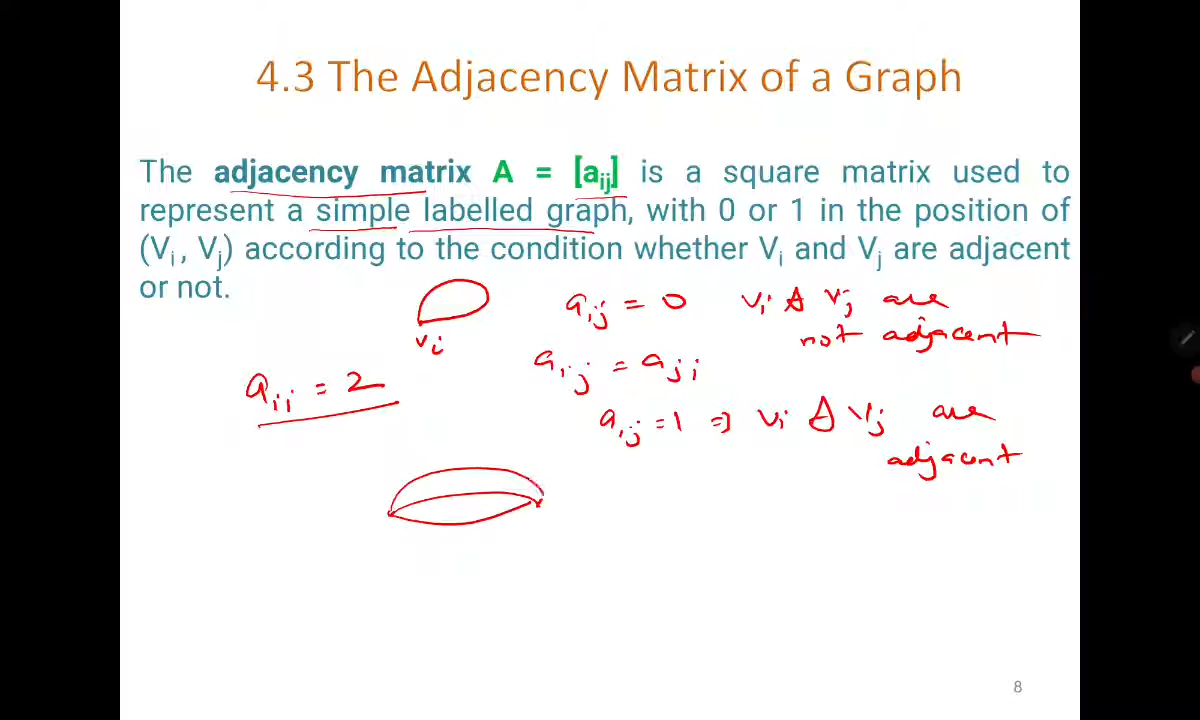 4.3 The Adjacency Matrix of a Graph
The adjacency matrix A = [aij] is a square matrix used to
represent a simple labelled graph, with 0 or 1 in the position of
(Vi , Vj) according to the condition whether Vi and Vj are adjacent
or not.
aij = 0 vi & vj are
not adjacent
vi
aij = aji
aii = 2
aij = 1 => vi & vj are
adjacent
8